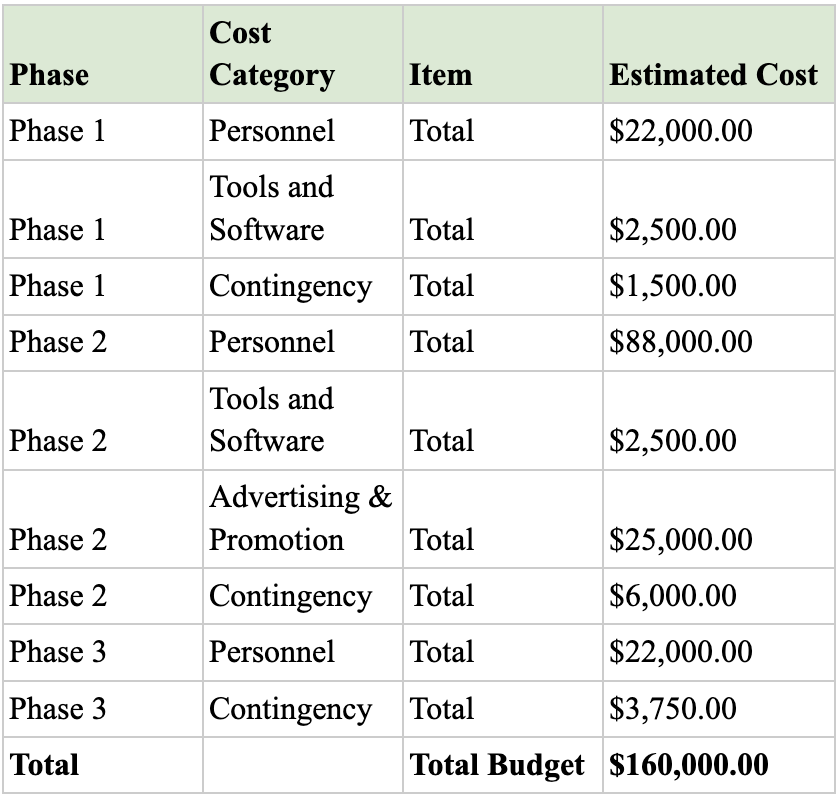 Phase Cost Category Item Estimated Cost
Phase 1 Personnel Total $22,000.00
Phase 1 Tools and Software Total $2,500.00
Phase 1 Contingency Total $1,500.00
Phase 2 Personnel Total $88,000.00
Phase 2 Tools and Software Total $2,500.00
Phase 2 Advertising & Promotion Total $25,000.00
Phase 2 Contingency Total $6,000.00
Phase 3 Personnel Total $22,000.00
Phase 3 Contingency Total $3,750.00
Total Total Budget $160,000.00